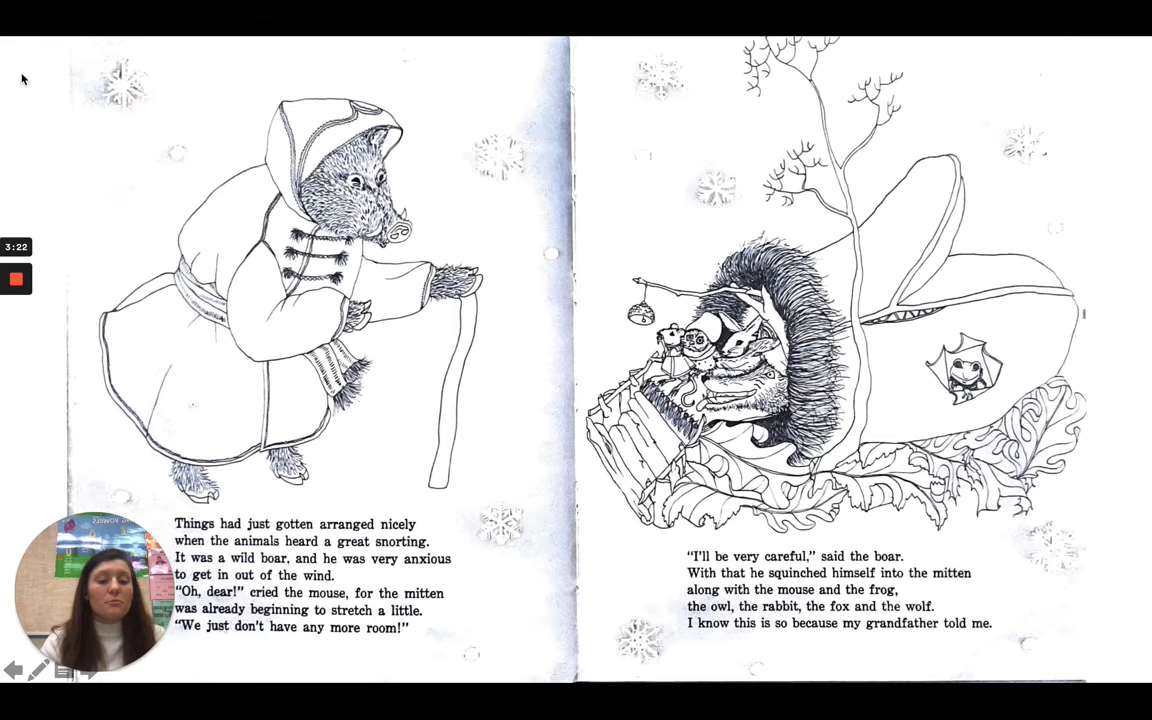 3:22
Things had just gotten arranged nicely
when the animals heard a great snorting.
It was a wild boar, and he was very anxious
to get in out of the wind.
"Oh, dear!" cried the mouse, for the mitten
was already beginning to stretch a little.
"We just don't have any more room!"
"I'll be very careful," said the boar.
With that he squinched himself into the mitten
along with the mouse and the frog,
the owl, the rabbit, the fox and the wolf.
I know this is so because my grandfather told me.